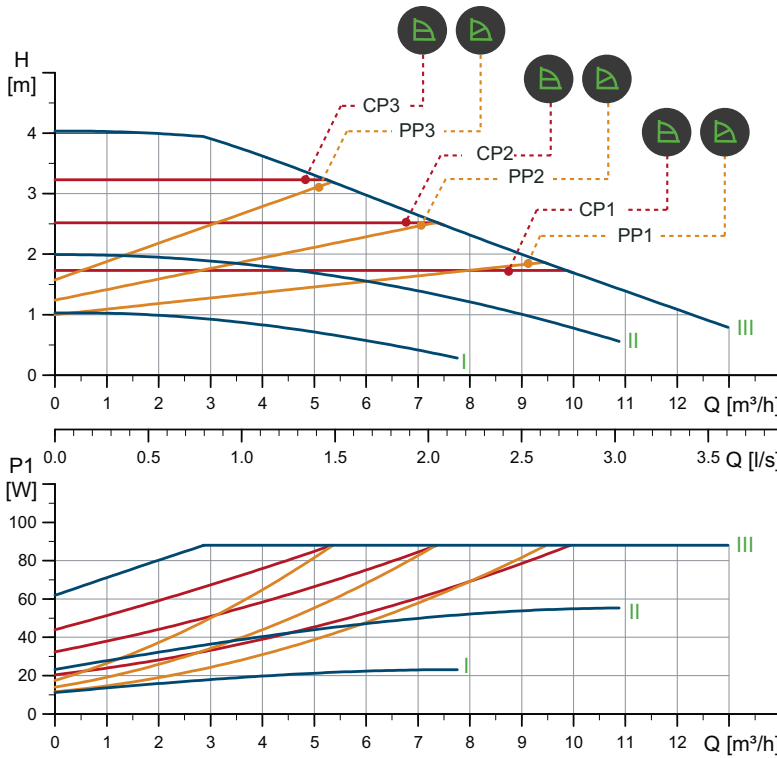 H
[m]
CP3
PP3
CP2
PP2
CP1
PP1
4
3
2
1
0
I
II
III
0 1 2 3 4 5 6 7 8 9 10 11 12 Q [m³/h]
0.0 0.5 1.0 1.5 2.0 2.5 3.0 3.5 Q [l/s]
P1
[W]
100
80
60
40
20
0
III
II
I
0 1 2 3 4 5 6 7 8 9 10 11 12 Q [m³/h]